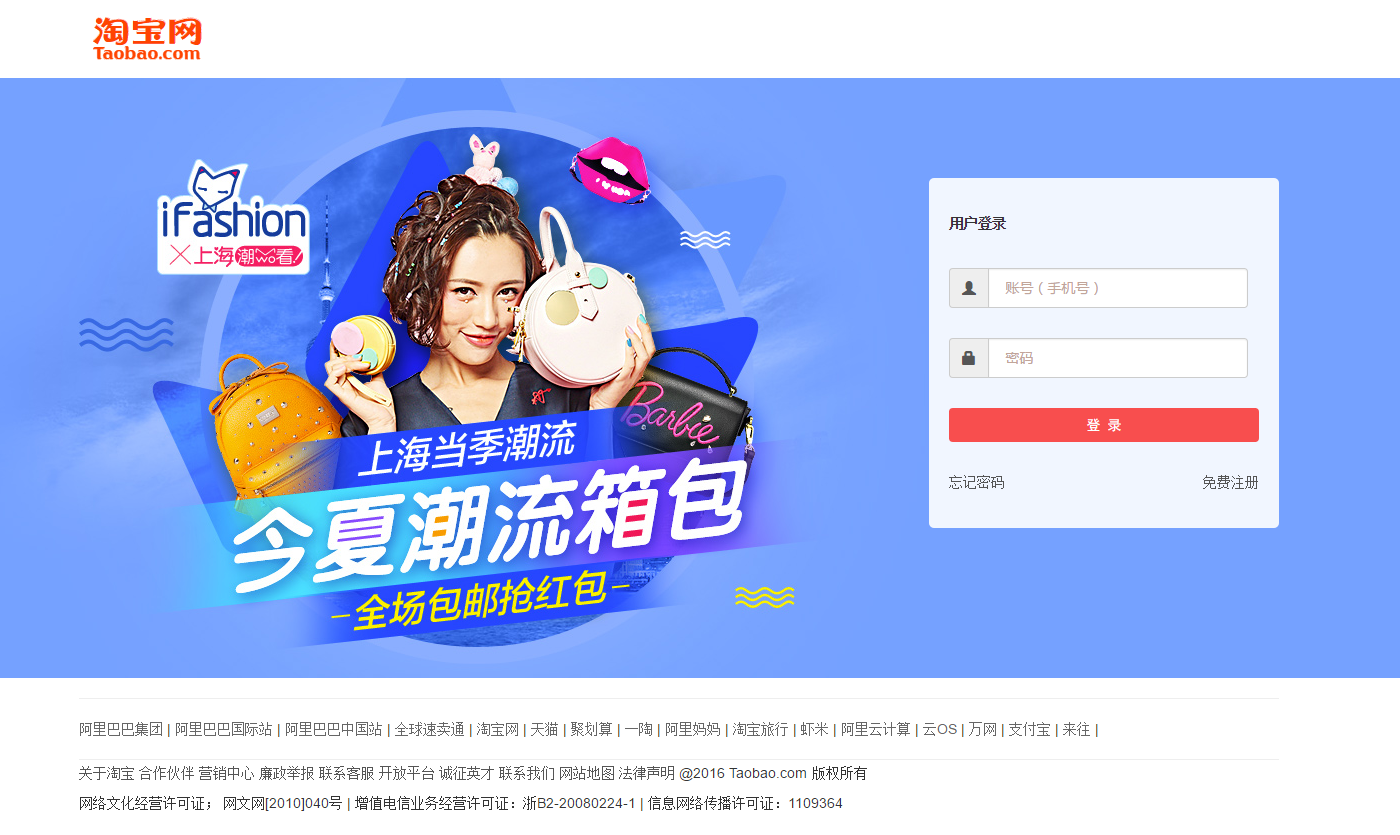 淘宝网
Taobao.com
iFashion
×上海潮看!
Barbie
上海当季潮流
今夏潮流箱包
全场包邮抢红包
用户登录
账号（手机号）
密码
登 录
忘记密码 免费注册
阿里巴巴集团 | 阿里巴巴国际站 | 阿里巴巴中国站 | 全球速卖通 | 淘宝网 | 天猫 | 聚划算 | 一陶 | 阿里妈妈 | 淘宝旅行 | 虾米 | 阿里云计算 | 云OS | 万网 | 支付宝 | 来往 |
关于淘宝 合作伙伴 营销中心 廉政举报 联系客服 开放平台 诚征英才 联系我们 网站地图 法律声明 @2016 Taobao.com 版权所有
网络文化经营许可证； 网文网[2010]040号 | 增值电信业务经营许可证：浙B2-20080224-1 | 信息网络传播许可证：1109364